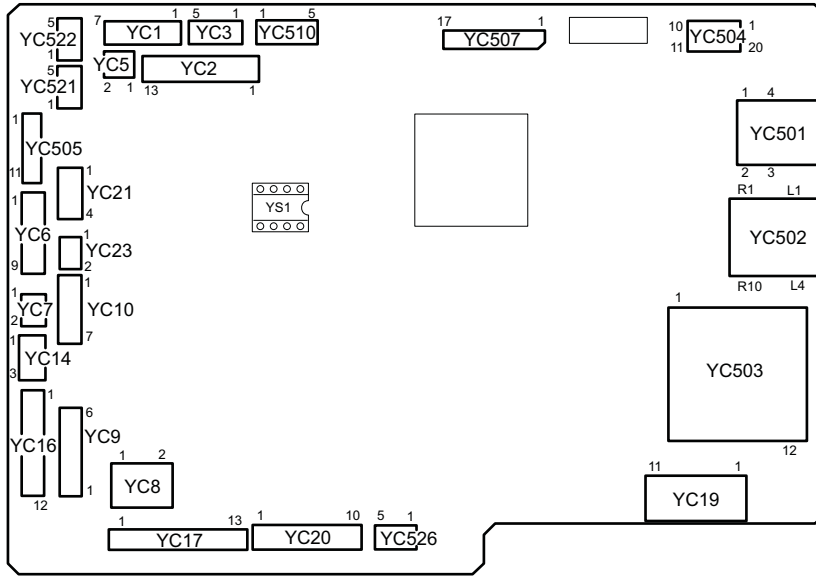 5 7 1 5 1 1 5 17 1 10 1
YC522 YC1 YC3 YC510 YC507 YC504
1 11 20
5 YC5 YC2
YC521 2 1 13 1
1
1 4
1 YC501
YC505
11 1 2 3
YC21 R1 L1
1 4 YS1
YC6 1 YC502
YC23
9 2
1 R10 L4
1 1
YC7 YC10
2
1 7
YC14 YC503
3
1 6
YC9
YC16 12
1 2 11 1
1 YC8 YC19
12
1 13 1 10 5 1
YC17 YC20 YC526